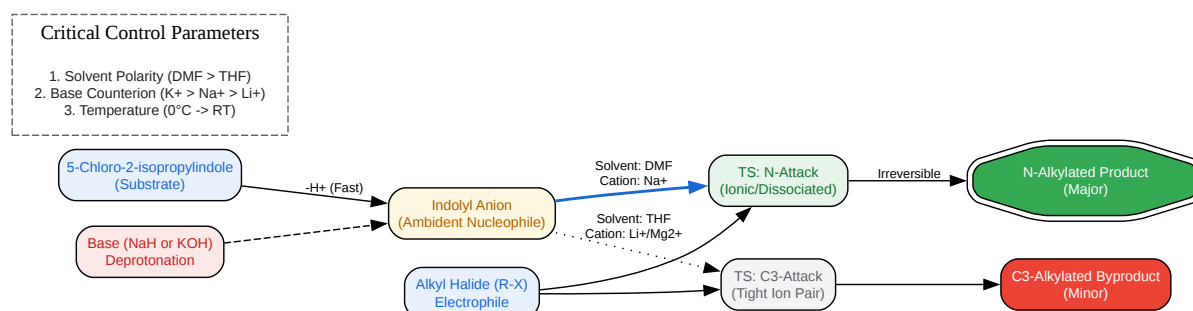 Critical Control Parameters
1. Solvent Polarity (DMF > THF)
2. Base Counterion (K+ > Na+ > Li+)
3. Temperature (0°C -> RT)
5-Chloro-2-isopropylindole
(Substrate)
Base (NaH or KOH)
Deprotonation
-H+ (Fast)
Indolyl Anion
(Ambident Nucleophile)
Alkyl Halide (R-X)
Electrophile
Solvent: DMF
Cation: Na+
Solvent: THF
Cation: Li+/Mg2+
TS: N-Attack
(Ionic/Dissociated)
TS: C3-Attack
(Tight Ion Pair)
Irreversible
N-Alkylated Product
(Major)
C3-Alkylated Byproduct
(Minor)